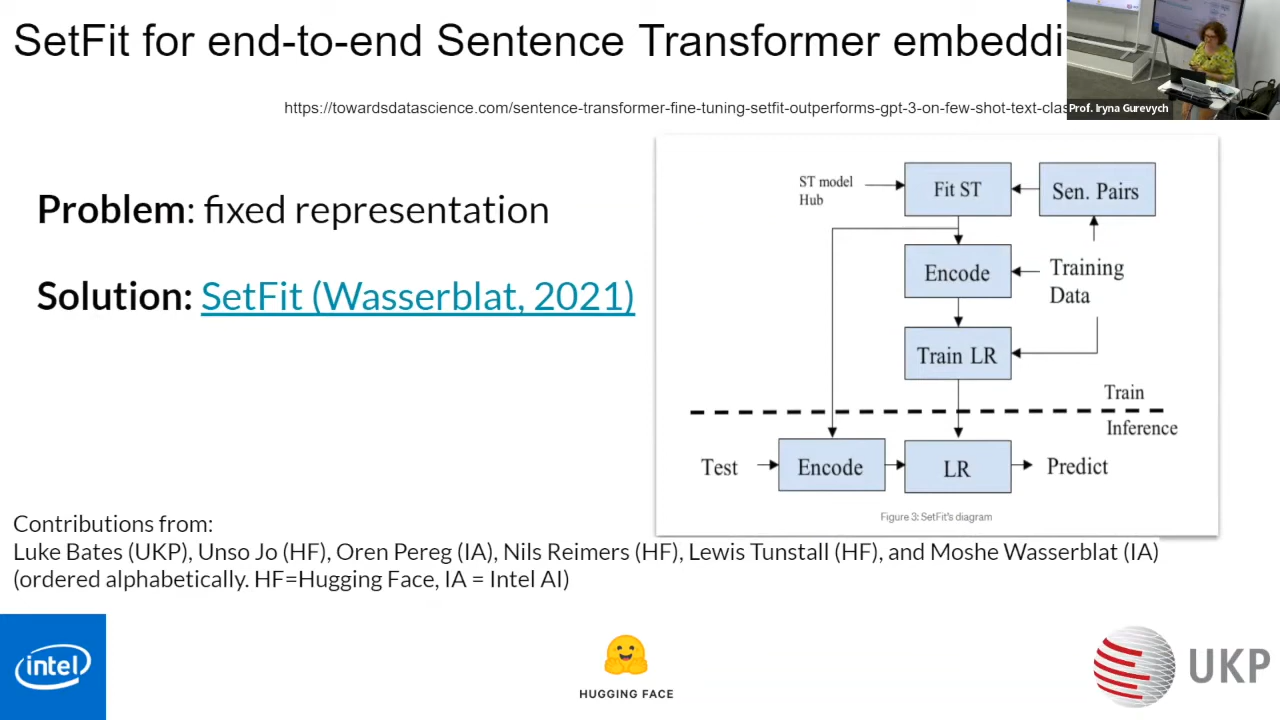 SetFit for end-to-end Sentence Transformer embeddi
https://towardsdatascience.com/sentence-transformer-fine-tuning-setfit-outperforms-gpt-3-on-few-shot-text-clas
Prof. Iryna Gurevych
Problem: fixed representation
Solution: SetFit (Wasserblat, 2021)
ST model
Hub
Fit ST
Sen. Pairs
Encode
Training
Data
Train LR
Train
Inference
Test
Encode
LR
Predict
Figure 3: SetFit's diagram
Contributions from:
Luke Bates (UKP), Unso Jo (HF), Oren Pereg (IA), Nils Reimers (HF), Lewis Tunstall (HF), and Moshe Wasserblat (IA)
(ordered alphabetically. HF=Hugging Face, IA = Intel AI)
intel
HUGGING FACE
UKP